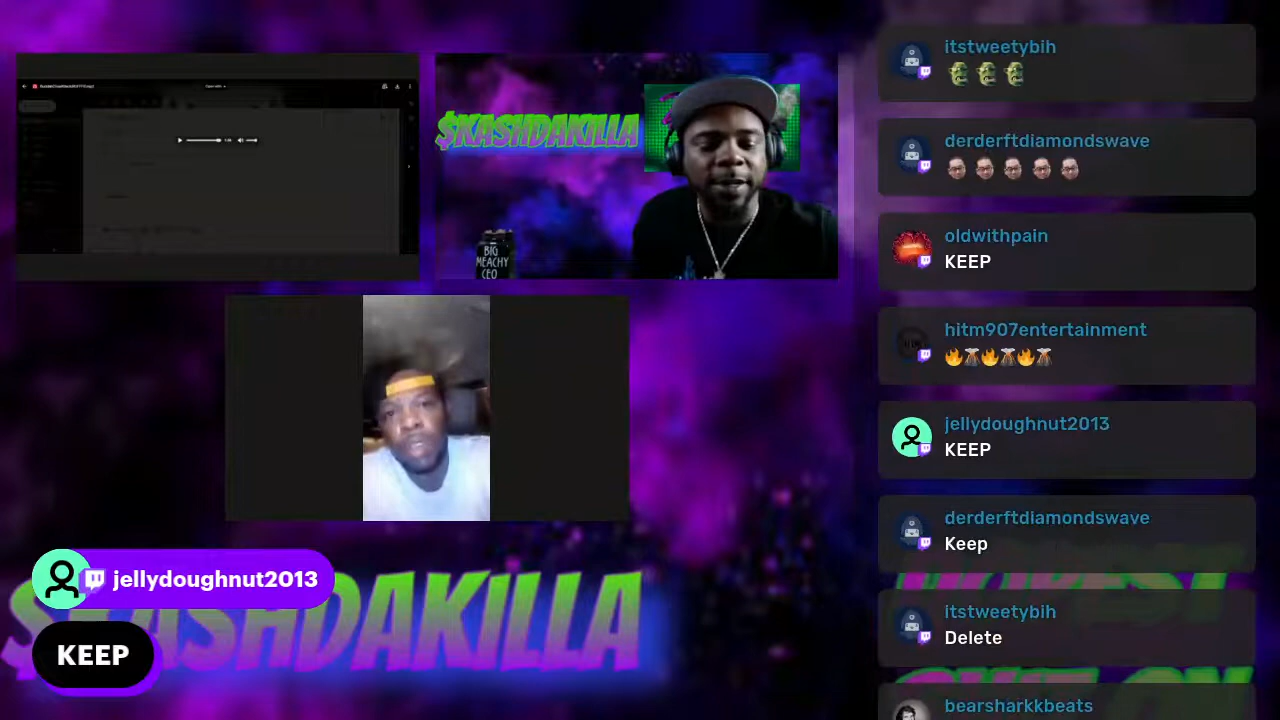 $KASHDAKILLA
BIG
MEACHY
CEO
jellydoughnut2013
KEEP
$KASHDAKILLA
itstweetybih
derderftdiamondswave
oldwithpain
KEEP
hitm907entertainment
jellydoughnut2013
KEEP
derderftdiamondswave
Keep
itstweetybih
Delete
bearsharkkbeats